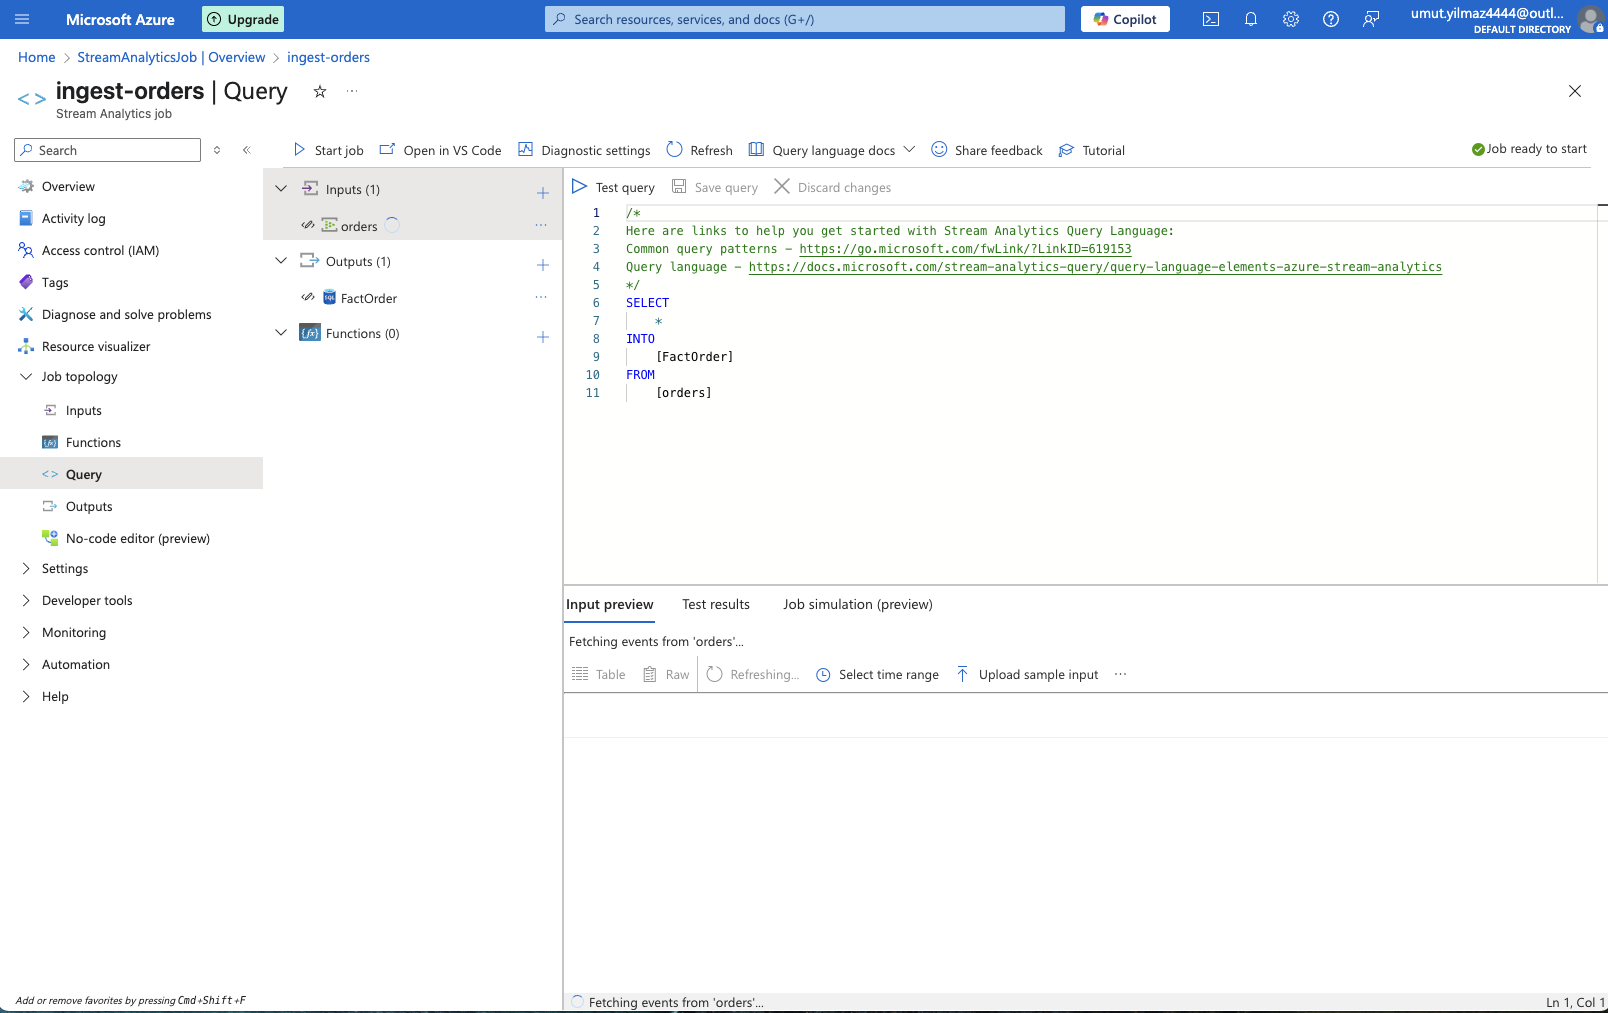 Microsoft Azure
Upgrade
Search resources, services, and docs (G+/)
Copilot
umut.yilmaz4444@outl...
DEFAULT DIRECTORY
Home > StreamAnalyticsJob | Overview > ingest-orders
ingest-orders | Query
Stream Analytics job
Search
Overview
Activity log
Access control (IAM)
Tags
Diagnose and solve problems
Resource visualizer
Job topology
Inputs
Functions
Query
Outputs
No-code editor (preview)
Settings
Developer tools
Monitoring
Automation
Help
Add or remove favorites by pressing Cmd+Shift+F
Start job
Open in VS Code
Diagnostic settings
Refresh
Query language docs
Share feedback
Tutorial
Job ready to start
Inputs (1)
orders
Outputs (1)
FactOrder
Functions (0)
Test query
Save query
Discard changes
1 /*
2 Here are links to help you get started with Stream Analytics Query Language:
3 Common query patterns - https://go.microsoft.com/fwLink/?LinkID=619153
4 Query language - https://docs.microsoft.com/stream-analytics-query/query-language-elements-azure-stream-analytics
5 */
6 SELECT
7 *
8 INTO
9 [FactOrder]
10 FROM
11 [orders]
Input preview
Test results
Job simulation (preview)
Fetching events from 'orders'...
Table
Raw
Refreshing...
Select time range
Upload sample input
Fetching events from 'orders'...
Ln 1, Col 1